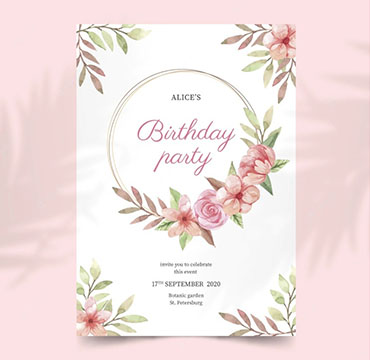 ALICE'S
Birthday
party
invite you to celebrate
this event
17TH SEPTEMBER 2020
Botanic garden
St. Petersburg